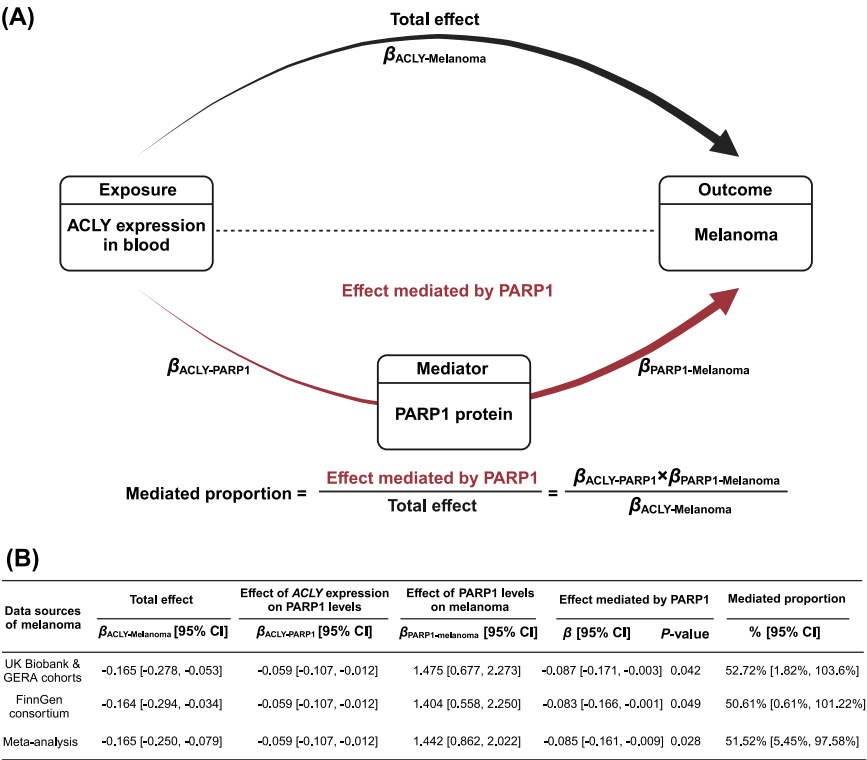 (A)
Total effect
βACLY-Melanoma
Exposure
ACLY expression
in blood
Outcome
Melanoma
Effect mediated by PARP1
βACLY-PARP1
Mediator
PARP1 protein
βPARP1-Melanoma
Mediated proportion = Effect mediated by PARP1 / Total effect = βACLY-PARP1×βPARP1-Melanoma / βACLY-Melanoma
(B)
Data sources of melanoma | Total effect | Effect of ACLY expression on PARP1 levels | Effect of PARP1 levels on melanoma | Effect mediated by PARP1 | Mediated proportion
βACLY-Melanoma [95% CI] | βACLY-PARP1 [95% CI] | βPARP1-melanoma [95% CI] | β [95% CI] | P-value | % [95% CI]
UK Biobank & GERA cohorts | -0.165 [-0.278, -0.053] | -0.059 [-0.107, -0.012] | 1.475 [0.677, 2.273] | -0.087 [-0.171, -0.003] | 0.042 | 52.72% [1.82%, 103.6%]
FinnGen consortium | -0.164 [-0.294, -0.034] | -0.059 [-0.107, -0.012] | 1.404 [0.558, 2.250] | -0.083 [-0.166, -0.001] | 0.049 | 50.61% [0.61%, 101.22%]
Meta-analysis | -0.165 [-0.250, -0.079] | -0.059 [-0.107, -0.012] | 1.442 [0.862, 2.022] | -0.085 [-0.161, -0.009] | 0.028 | 51.52% [5.45%, 97.58%]